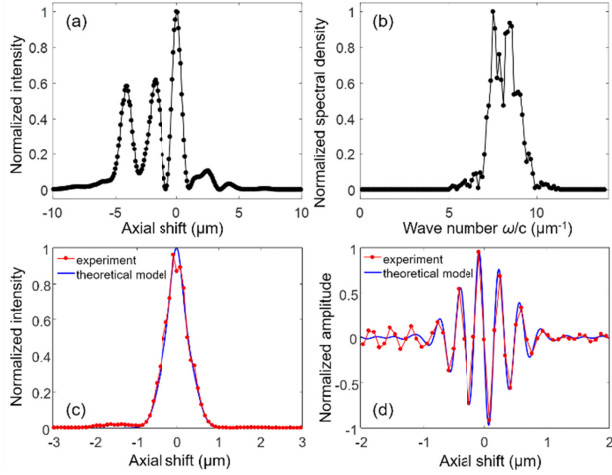 (a)
Normalized intensity
1
0.8
0.6
0.4
0.2
0
-10
-5
0
5
10
Axial shift (μm)
(b)
Normalized spectral density
1
0.8
0.6
0.4
0.2
0
0
5
10
Wave number ω/c (μm⁻¹)
experiment
theoretical model
Normalized intensity
1
0.8
0.6
0.4
0.2
0
(c)
-3
-2
-1
0
1
2
3
Axial shift (μm)
experiment
theoretical model
Normalized amplitude
1
0.5
0
-0.5
-1
(d)
-2
-1
0
1
2
Axial shift (μm)